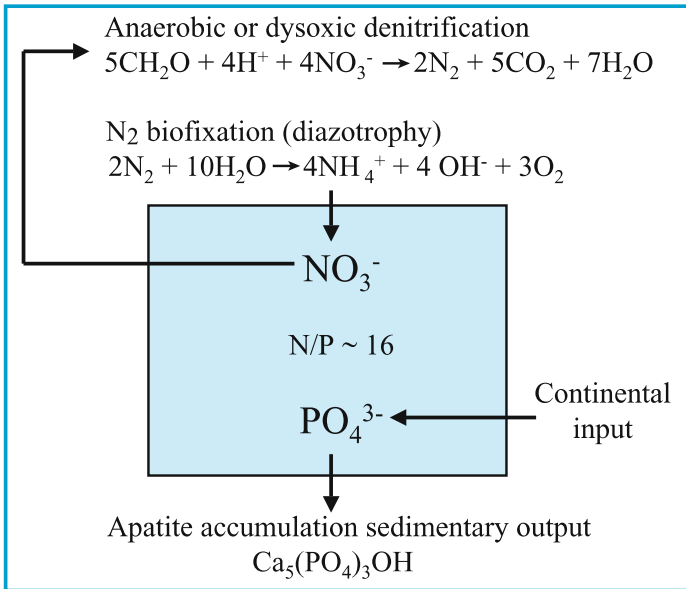 Anaerobic or dysoxic denitrification
5CH₂O + 4H⁺ + 4NO₃⁻ → 2N₂ + 5CO₂ + 7H₂O
N₂ biofixation (diazotrophy)
2N₂ + 10H₂O → 4NH₄⁺ + 4 OH⁻ + 3O₂
NO₃⁻
N/P ~ 16
PO₄³⁻
Continental
input
Apatite accumulation sedimentary output
Ca₅(PO₄)₃OH